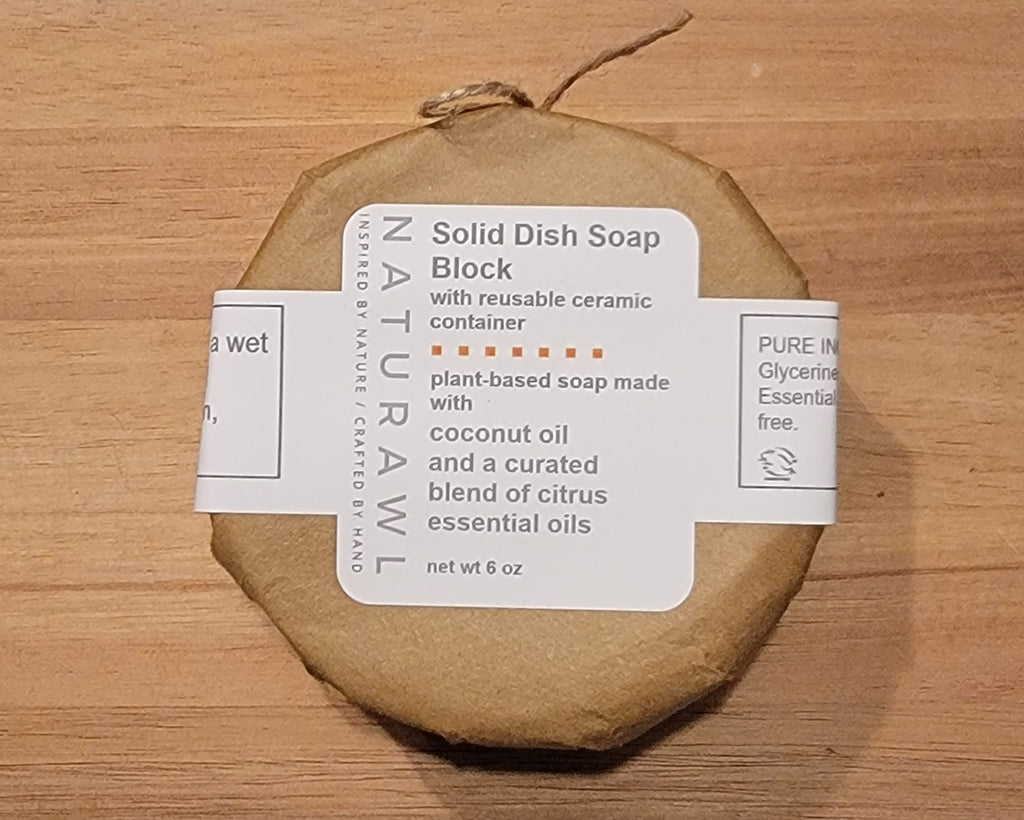 a wet
NATURAWL
INSPIRED BY NATURE / CRAFTED BY HAND
Solid Dish Soap
Block
with reusable ceramic
container
plant-based soap made
with
coconut oil
and a curated
blend of citrus
essential oils
net wt 6 oz
PURE
Glycerine
Essential
free.